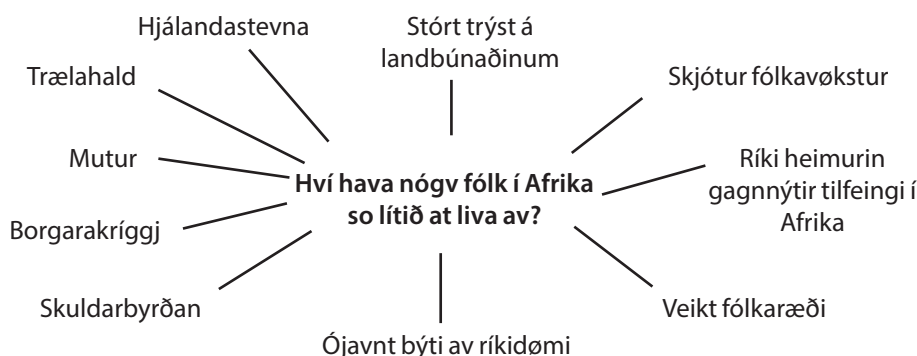 Hjálandastevna
Stórt trýst á
landbúnaðinum
Trælahald
Skjótur fólkavøkstur
Mutur
Hví hava nógv fólk í Afrika
so lítið at liva av?
Ríki heimurin
gagnnýtir tilfeingi í
Afrika
Borgarakríggj
Skuldarbyrðan
Veikt fólkaræði
Ójavnt býti av ríkidømi